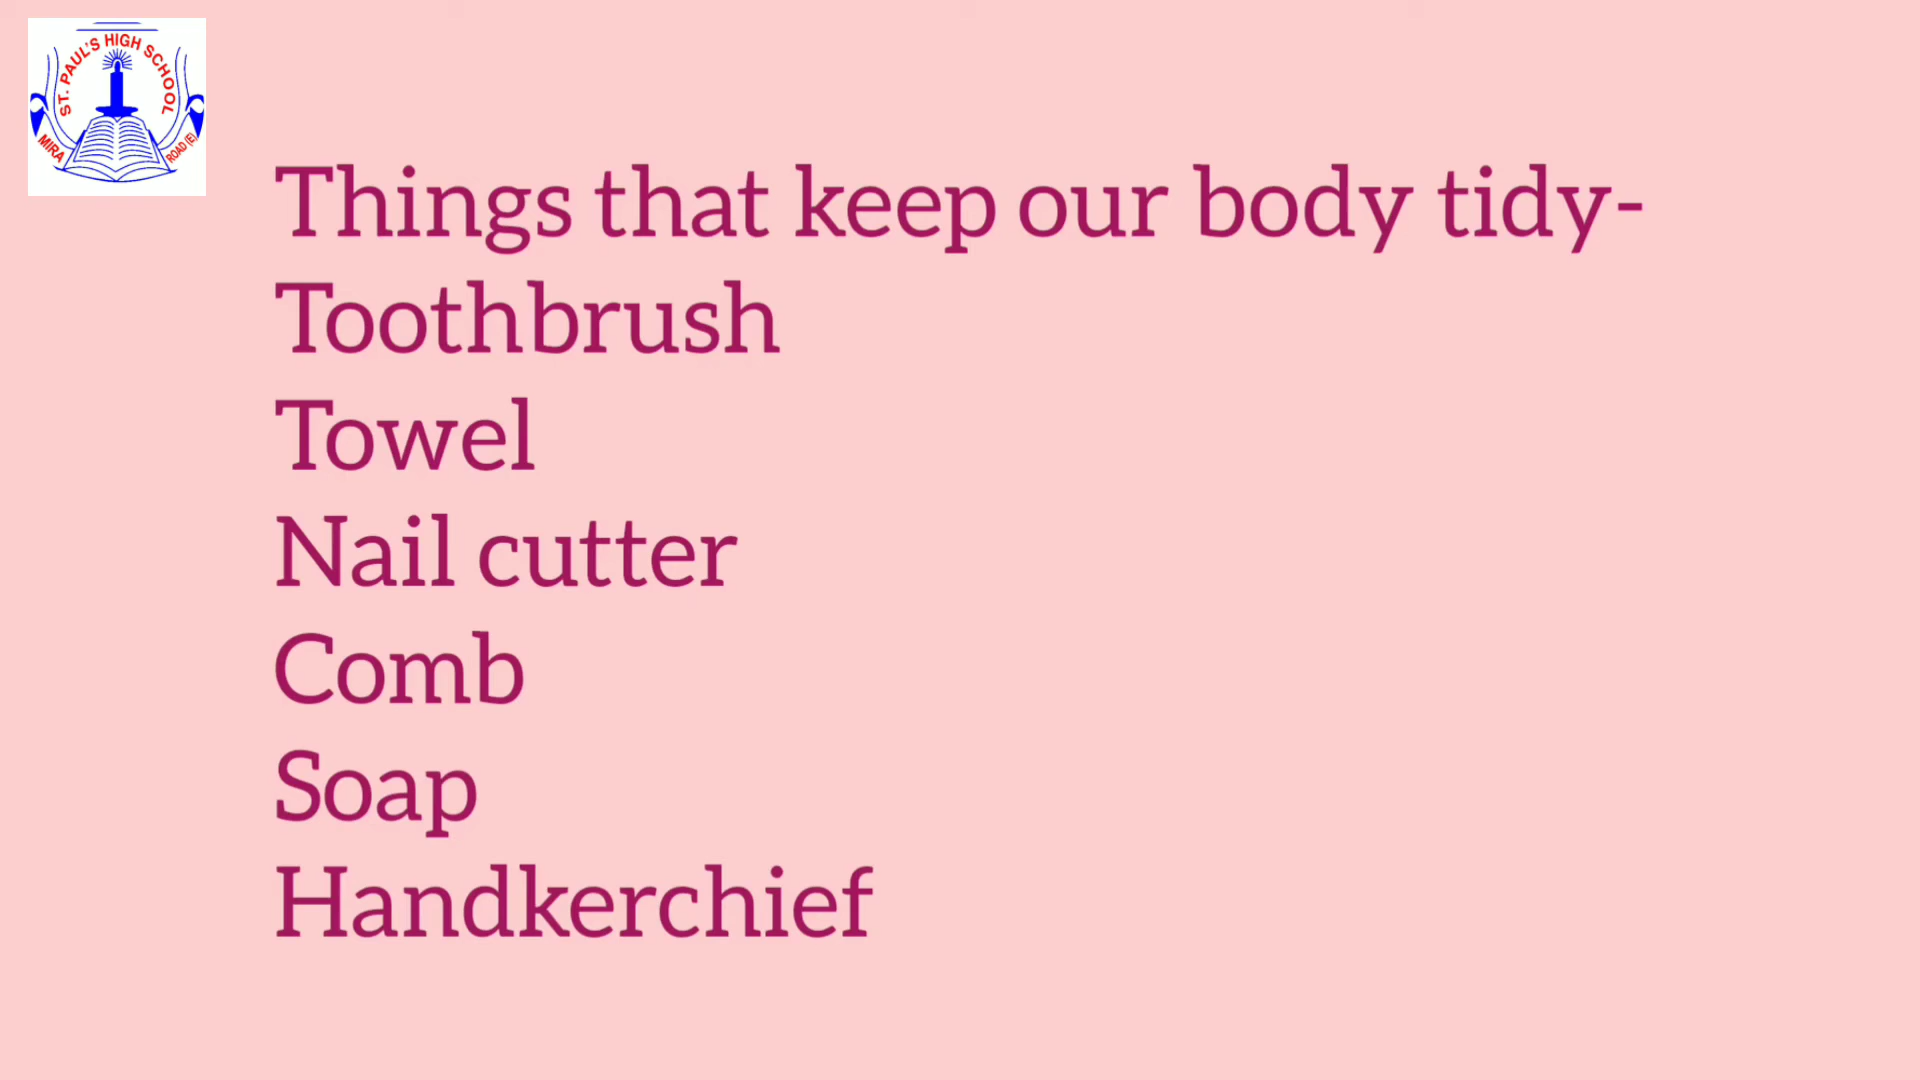 ST. PAUL'S HIGH SCHOOL
MIRA ROAD (E)
Things that keep our body tidy-
Toothbrush
Towel
Nail cutter
Comb
Soap
Handkerchief